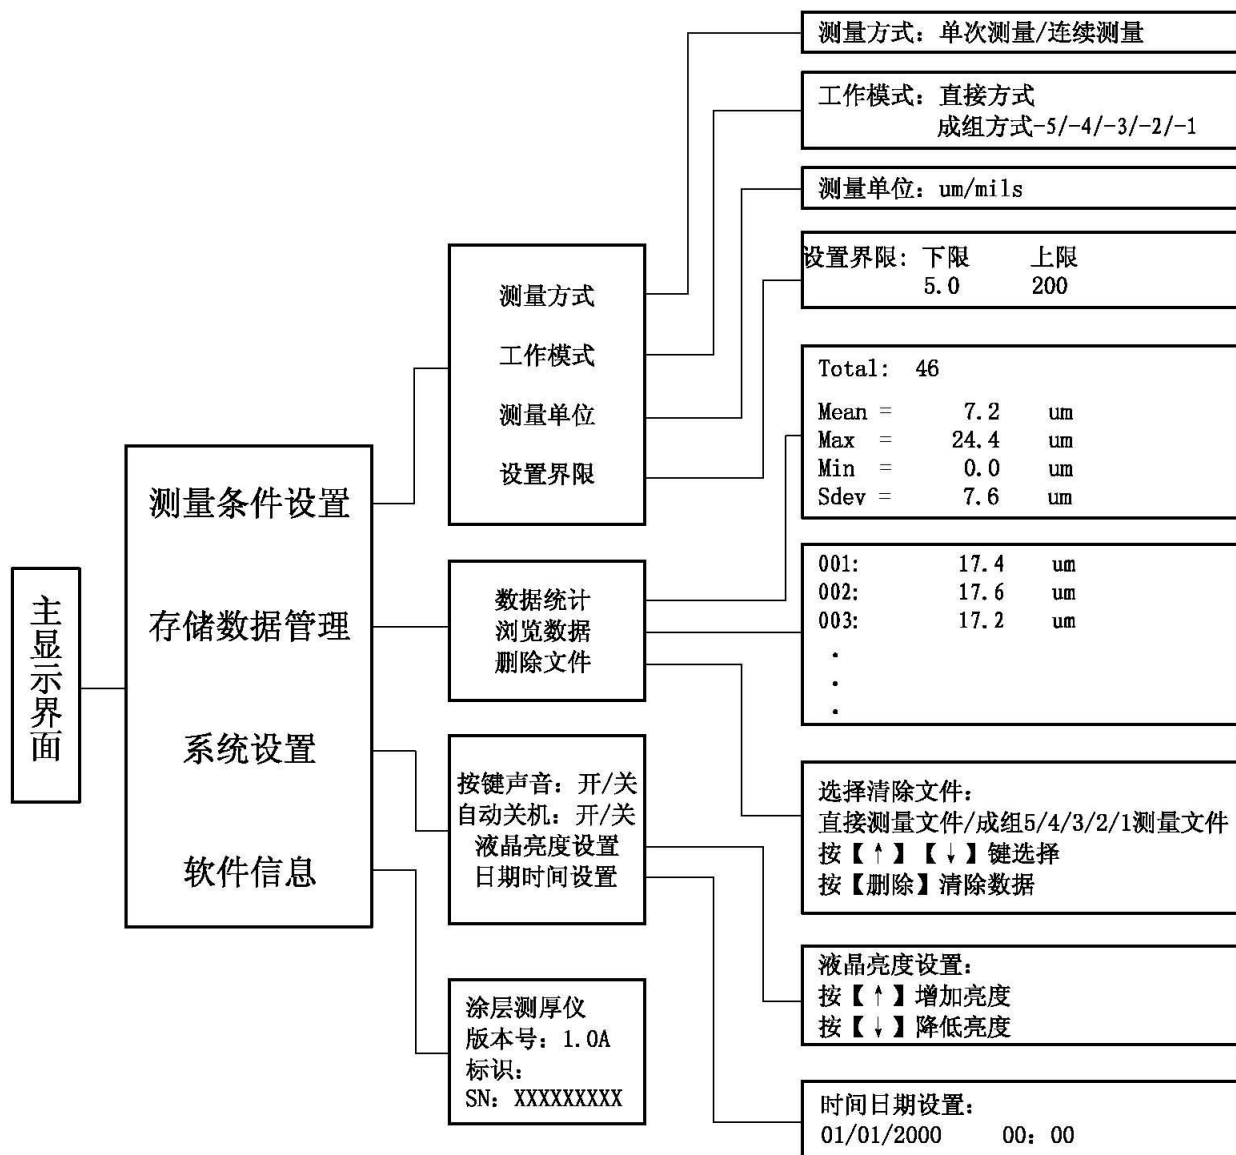 主显示界面
测量条件设置
存储数据管理
系统设置
软件信息
测量方式
工作模式
测量单位
设置界限
数据统计
浏览数据
删除文件
按键声音：开/关
自动关机：开/关
液晶亮度设置
日期时间设置
涂层测厚仪
版本号：1.0A
标识：
SN：XXXXXXXXX
测量方式：单次测量/连续测量
工作模式：直接方式
成组方式-5/-4/-3/-2/-1
测量单位：um/mils
设置界限：下限 上限
5.0 200
Total: 46
Mean = 7.2 um
Max = 24.4 um
Min = 0.0 um
Sdev = 7.6 um
001: 17.4 um
002: 17.6 um
003: 17.2 um
.
.
.
选择清除文件：
直接测量文件/成组5/4/3/2/1测量文件
按【↑】【↓】键选择
按【删除】清除数据
液晶亮度设置：
按【↑】增加亮度
按【↓】降低亮度
时间日期设置：
01/01/2000 00：00